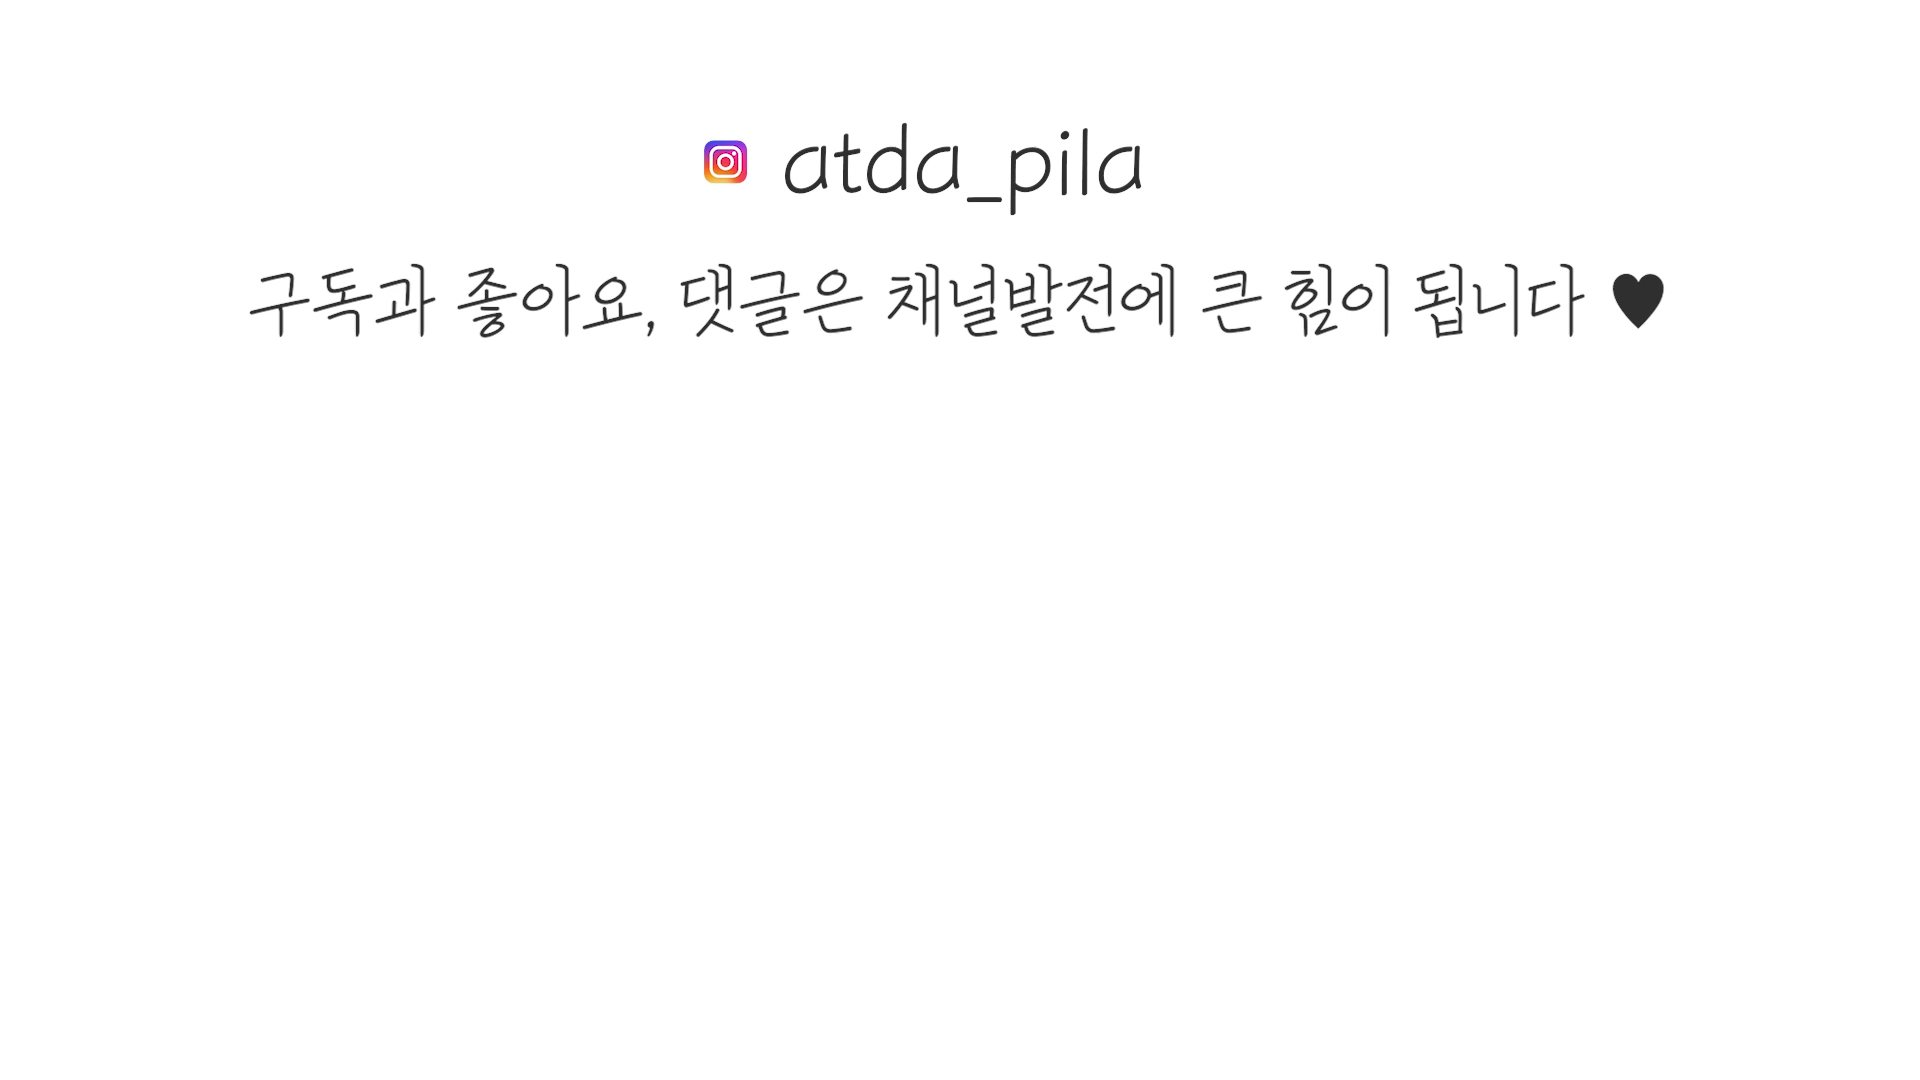 atda_pila
구독과 좋아요, 댓글은 채널발전에 큰 힘이 됩니다 ♥